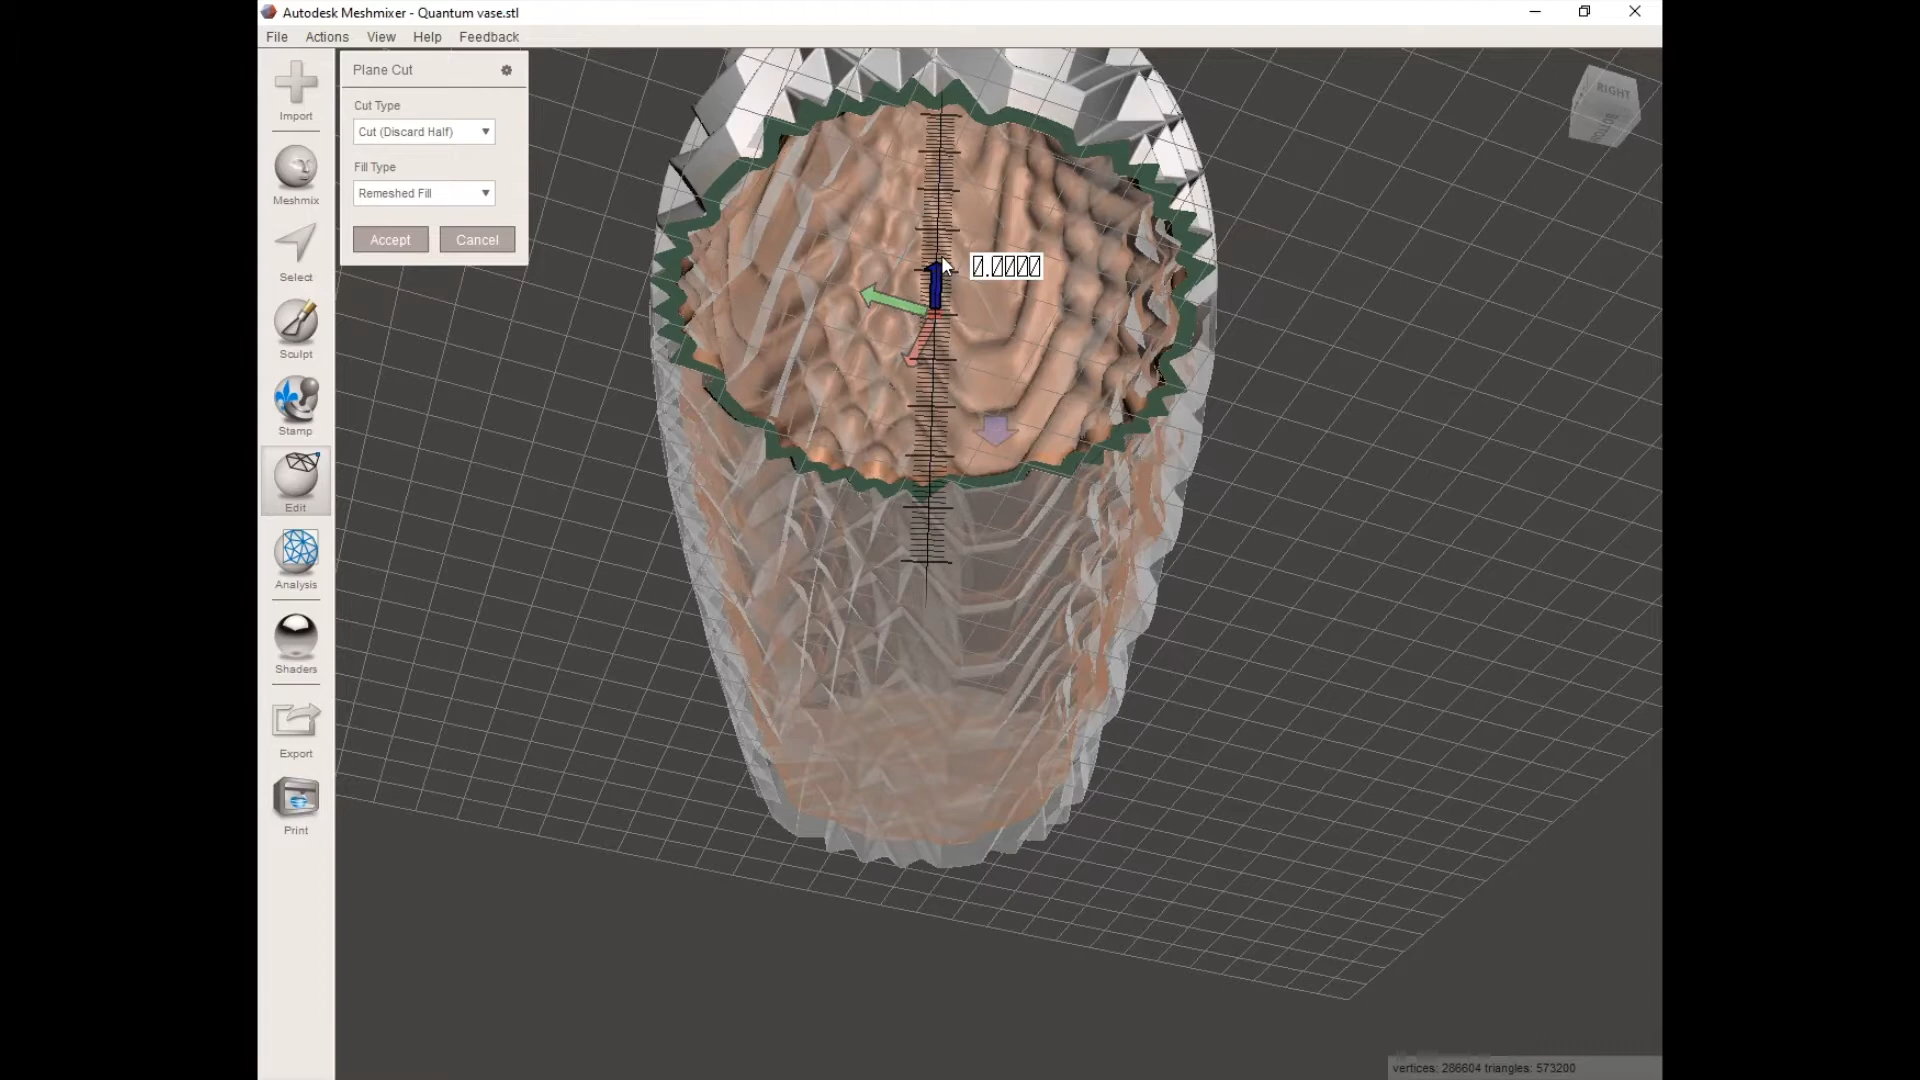 Autodesk Meshmixer - Quantum vase.stl
File Actions View Help Feedback
Import
Meshmix
Select
Sculpt
Stamp
Edit
Analysis
Shaders
Export
Print
Plane Cut
Cut Type
Cut (Discard Half)
Fill Type
Remeshed Fill
Accept Cancel
0.0000
RIGHT
BOTTOM
vertices: 286604 triangles: 573200